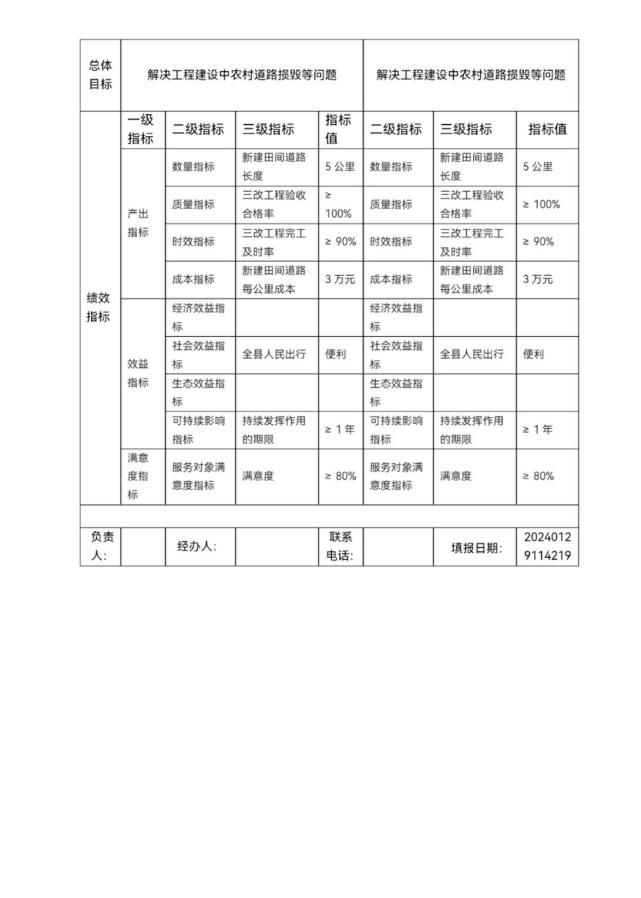 总体目标 解决工程建设中农村道路损毁等问题 解决工程建设中农村道路损毁等问题
绩效指标 一级指标 二级指标 三级指标 指标值 二级指标 三级指标 指标值
产出指标 数量指标 新建田间道路长度 5 公里 数量指标 新建田间道路长度 5 公里
质量指标 三改工程验收合格率 ≥ 100% 质量指标 三改工程验收合格率 ≥ 100%
时效指标 三改工程完工及时率 ≥ 90% 时效指标 三改工程完工及时率 ≥ 90%
成本指标 新建田间道路每公里成本 3 万元 成本指标 新建田间道路每公里成本 3 万元
效益指标 经济效益指标 经济效益指标
社会效益指标 全县人民出行 便利 社会效益指标 全县人民出行 便利
生态效益指标 生态效益指标
可持续影响指标 持续发挥作用的期限 ≥ 1 年 可持续影响指标 持续发挥作用的期限 ≥ 1 年
满意度指标 服务对象满意度指标 满意度 ≥ 80% 服务对象满意度指标 满意度 ≥ 80%
负责人： 经办人： 联系电话： 填报日期： 20240129114219